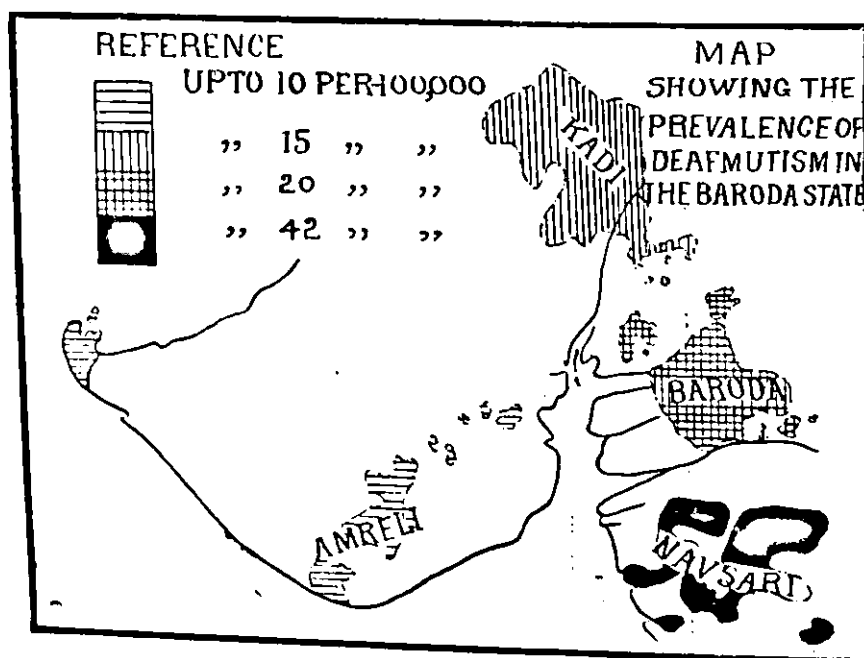 REFERENCE
UPTO 10 PER 100,000
„ 15 „ „
„ 20 „ „
„ 42 „ „
MAP
SHOWING THE
PREVALENCE OF
DEAFMUTISM IN
THE BARODA STATE
KADI
BARODA
AMRELI
NAVSARI